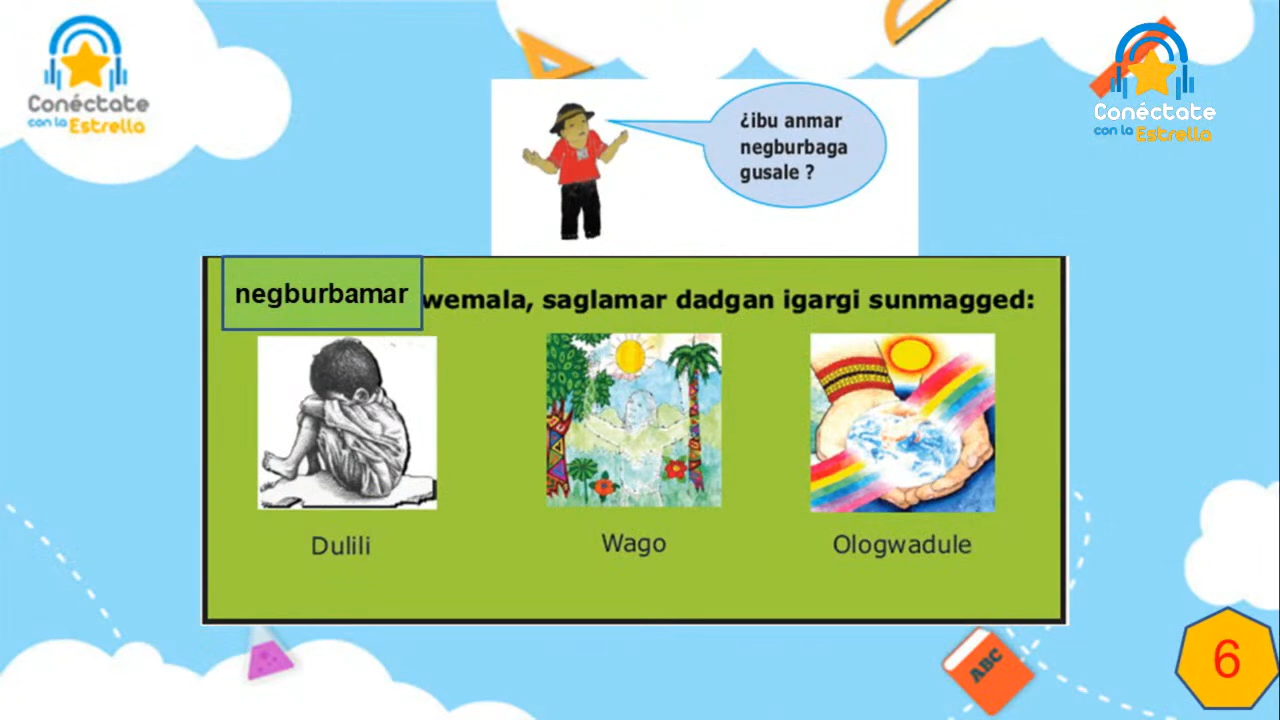 Conéctate
con la Estrella
Conéctate
con la Estrella
¿ibu anmar
negburbaga
gusale ?
negburbamar wemala, saglamar dadgan igargi sunmagged:
Dulili
Wago
Ologwadule
ABC
6